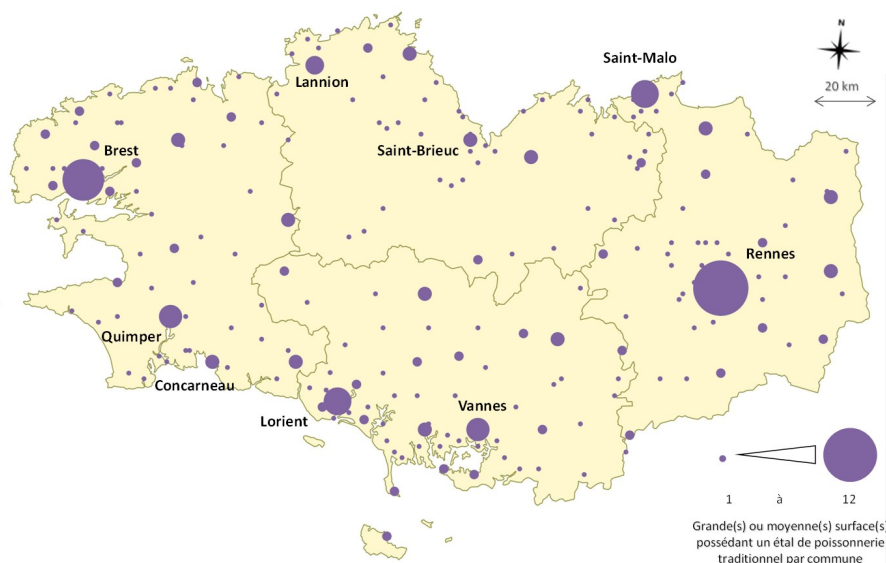 N
20 km
Saint-Malo
Lannion
Saint-Brieuc
Brest
Rennes
Quimper
Concarneau
Lorient
Vannes
1 à 12
Grande(s) ou moyenne(s) surface(s)
possédant un étal de poissonnerie
traditionnel par commune